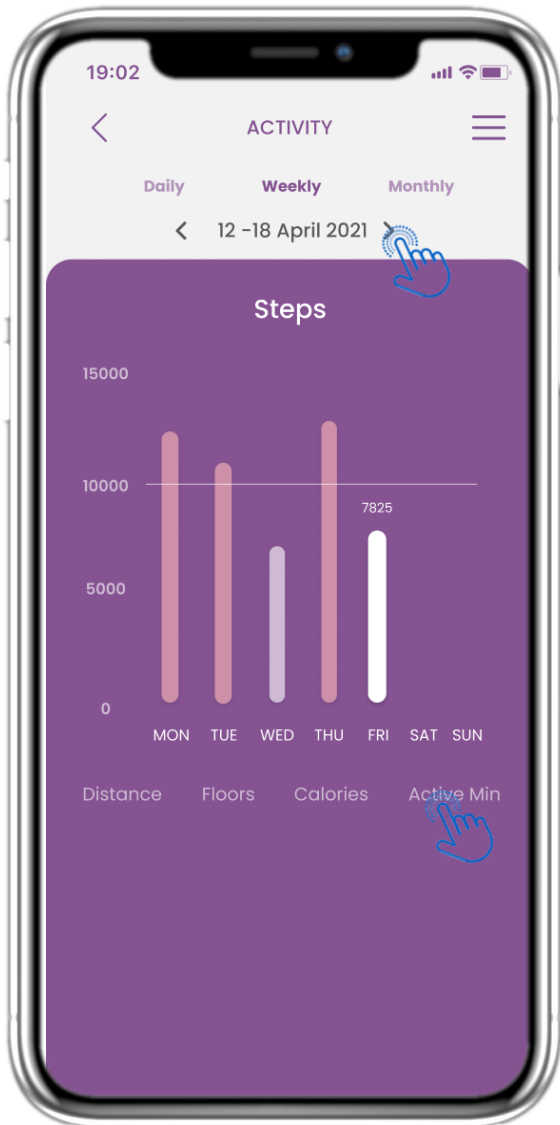 19:02
ACTIVITY
Daily Weekly Monthly
12 -18 April 2021
Steps
15000
10000
7825
5000
0
MON TUE WED THU FRI SAT SUN
Distance Floors Calories Active Min